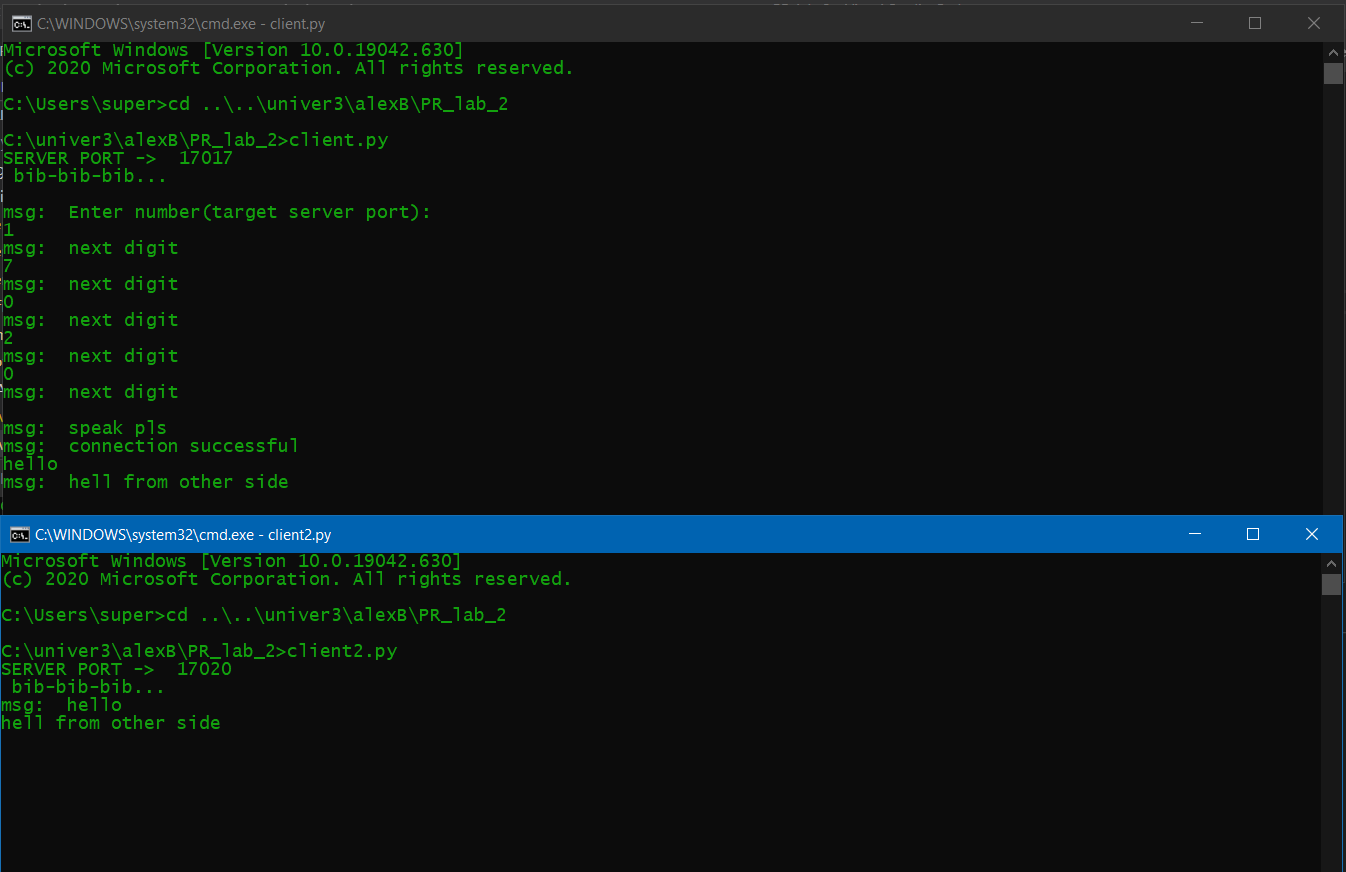 C:\WINDOWS\system32\cmd.exe - client.py
Microsoft Windows [Version 10.0.19042.630]
(c) 2020 Microsoft Corporation. All rights reserved.
C:\Users\super>cd ..\..\univer3\alexB\PR_lab_2
C:\univer3\alexB\PR_lab_2>client.py
SERVER PORT ->  17017
bib-bib-bib...
msg:  Enter number(target server port):
1
msg:  next digit
7
msg:  next digit
0
msg:  next digit
2
msg:  next digit
0
msg:  next digit
msg:  speak pls
msg:  connection successful
hello
msg:  hell from other side
C:\WINDOWS\system32\cmd.exe - client2.py
Microsoft Windows [Version 10.0.19042.630]
(c) 2020 Microsoft Corporation. All rights reserved.
C:\Users\super>cd ..\..\univer3\alexB\PR_lab_2
C:\univer3\alexB\PR_lab_2>client2.py
SERVER PORT ->  17020
bib-bib-bib...
msg:  hello
hell from other side